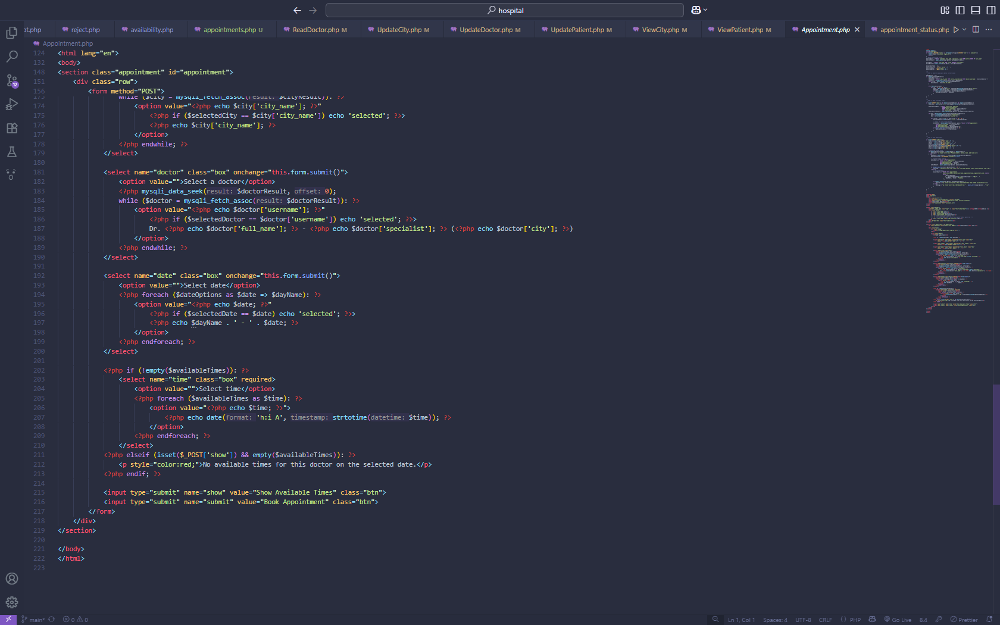 hospital
pt.php
reject.php
availability.php
appointments.php U
ReadDoctor.php M
UpdateCity.php M
UpdateDoctor.php M
UpdatePatient.php M
ViewCity.php M
ViewPatient.php M
Appointment.php
appointment_status.php
Appointment.php
124 <html lang="en">
132 <body>
148 <section class="appointment" id="appointment">
151 <div class="row">
156 <form method="POST">
while ($city = mysqli_fetch_assoc(result: $cityResult)): ?>
174 <option value="<?php echo $city['city_name']; ?>"
175 <?php if ($selectedCity == $city['city_name']) echo 'selected'; ?>>
176 <?php echo $city['city_name']; ?>
177 </option>
178 <?php endwhile; ?>
179 </select>
180
181 <select name="doctor" class="box" onchange="this.form.submit()">
182 <option value="">Select a doctor</option>
183 <?php mysqli_data_seek(result: $doctorResult, offset: 0);
184 while ($doctor = mysqli_fetch_assoc(result: $doctorResult)): ?>
185 <option value="<?php echo $doctor['username']; ?>"
186 <?php if ($selectedDoctor == $doctor['username']) echo 'selected'; ?>>
187 Dr. <?php echo $doctor['full_name']; ?> - <?php echo $doctor['specialist']; ?> (<?php echo $doctor['city']; ?>)
188 </option>
189 <?php endwhile; ?>
190 </select>
191
192 <select name="date" class="box" onchange="this.form.submit()">
193 <option value="">Select date</option>
194 <?php foreach ($dateOptions as $date => $dayName): ?>
195 <option value="<?php echo $date; ?>"
196 <?php if ($selectedDate == $date) echo 'selected'; ?>>
197 <?php echo $dayName . ' - ' . $date; ?>
198 </option>
199 <?php endforeach; ?>
200 </select>
201
202 <?php if (!empty($availableTimes)): ?>
203 <select name="time" class="box" required>
204 <option value="">Select time</option>
205 <?php foreach ($availableTimes as $time): ?>
206 <option value="<?php echo $time; ?>">
207 <?php echo date(format: 'h:i A', timestamp: strtotime(datetime: $time)); ?>
208 </option>
209 <?php endforeach; ?>
210 </select>
211 <?php elseif (isset($_POST['show']) && empty($availableTimes)): ?>
212 <p style="color:red;">No available times for this doctor on the selected date.</p>
213 <?php endif; ?>
214
215 <input type="submit" name="show" value="Show Available Times" class="btn">
216 <input type="submit" name="submit" value="Book Appointment" class="btn">
217 </form>
218 </div>
219 </section>
220
221 </body>
222 </html>
223
12
main*
0 0
Ln 1, Col 1
Spaces: 4
UTF-8
CRLF
{} PHP
Go Live
8.4
Prettier